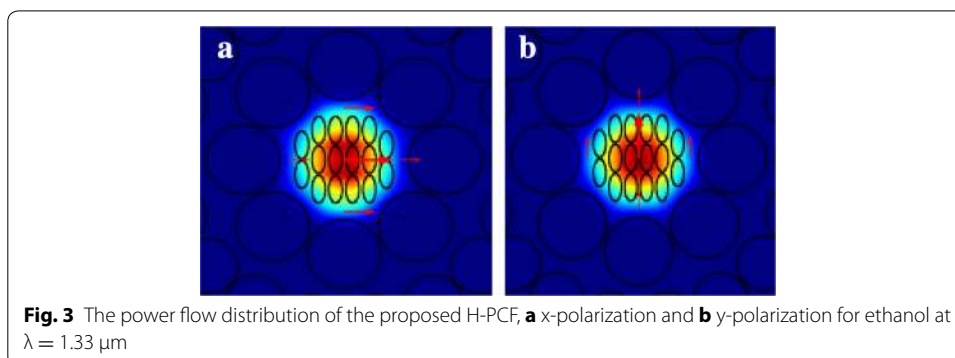 a b
Fig. 3 The power flow distribution of the proposed H-PCF, a x-polarization and b y-polarization for ethanol at
λ = 1.33 μm